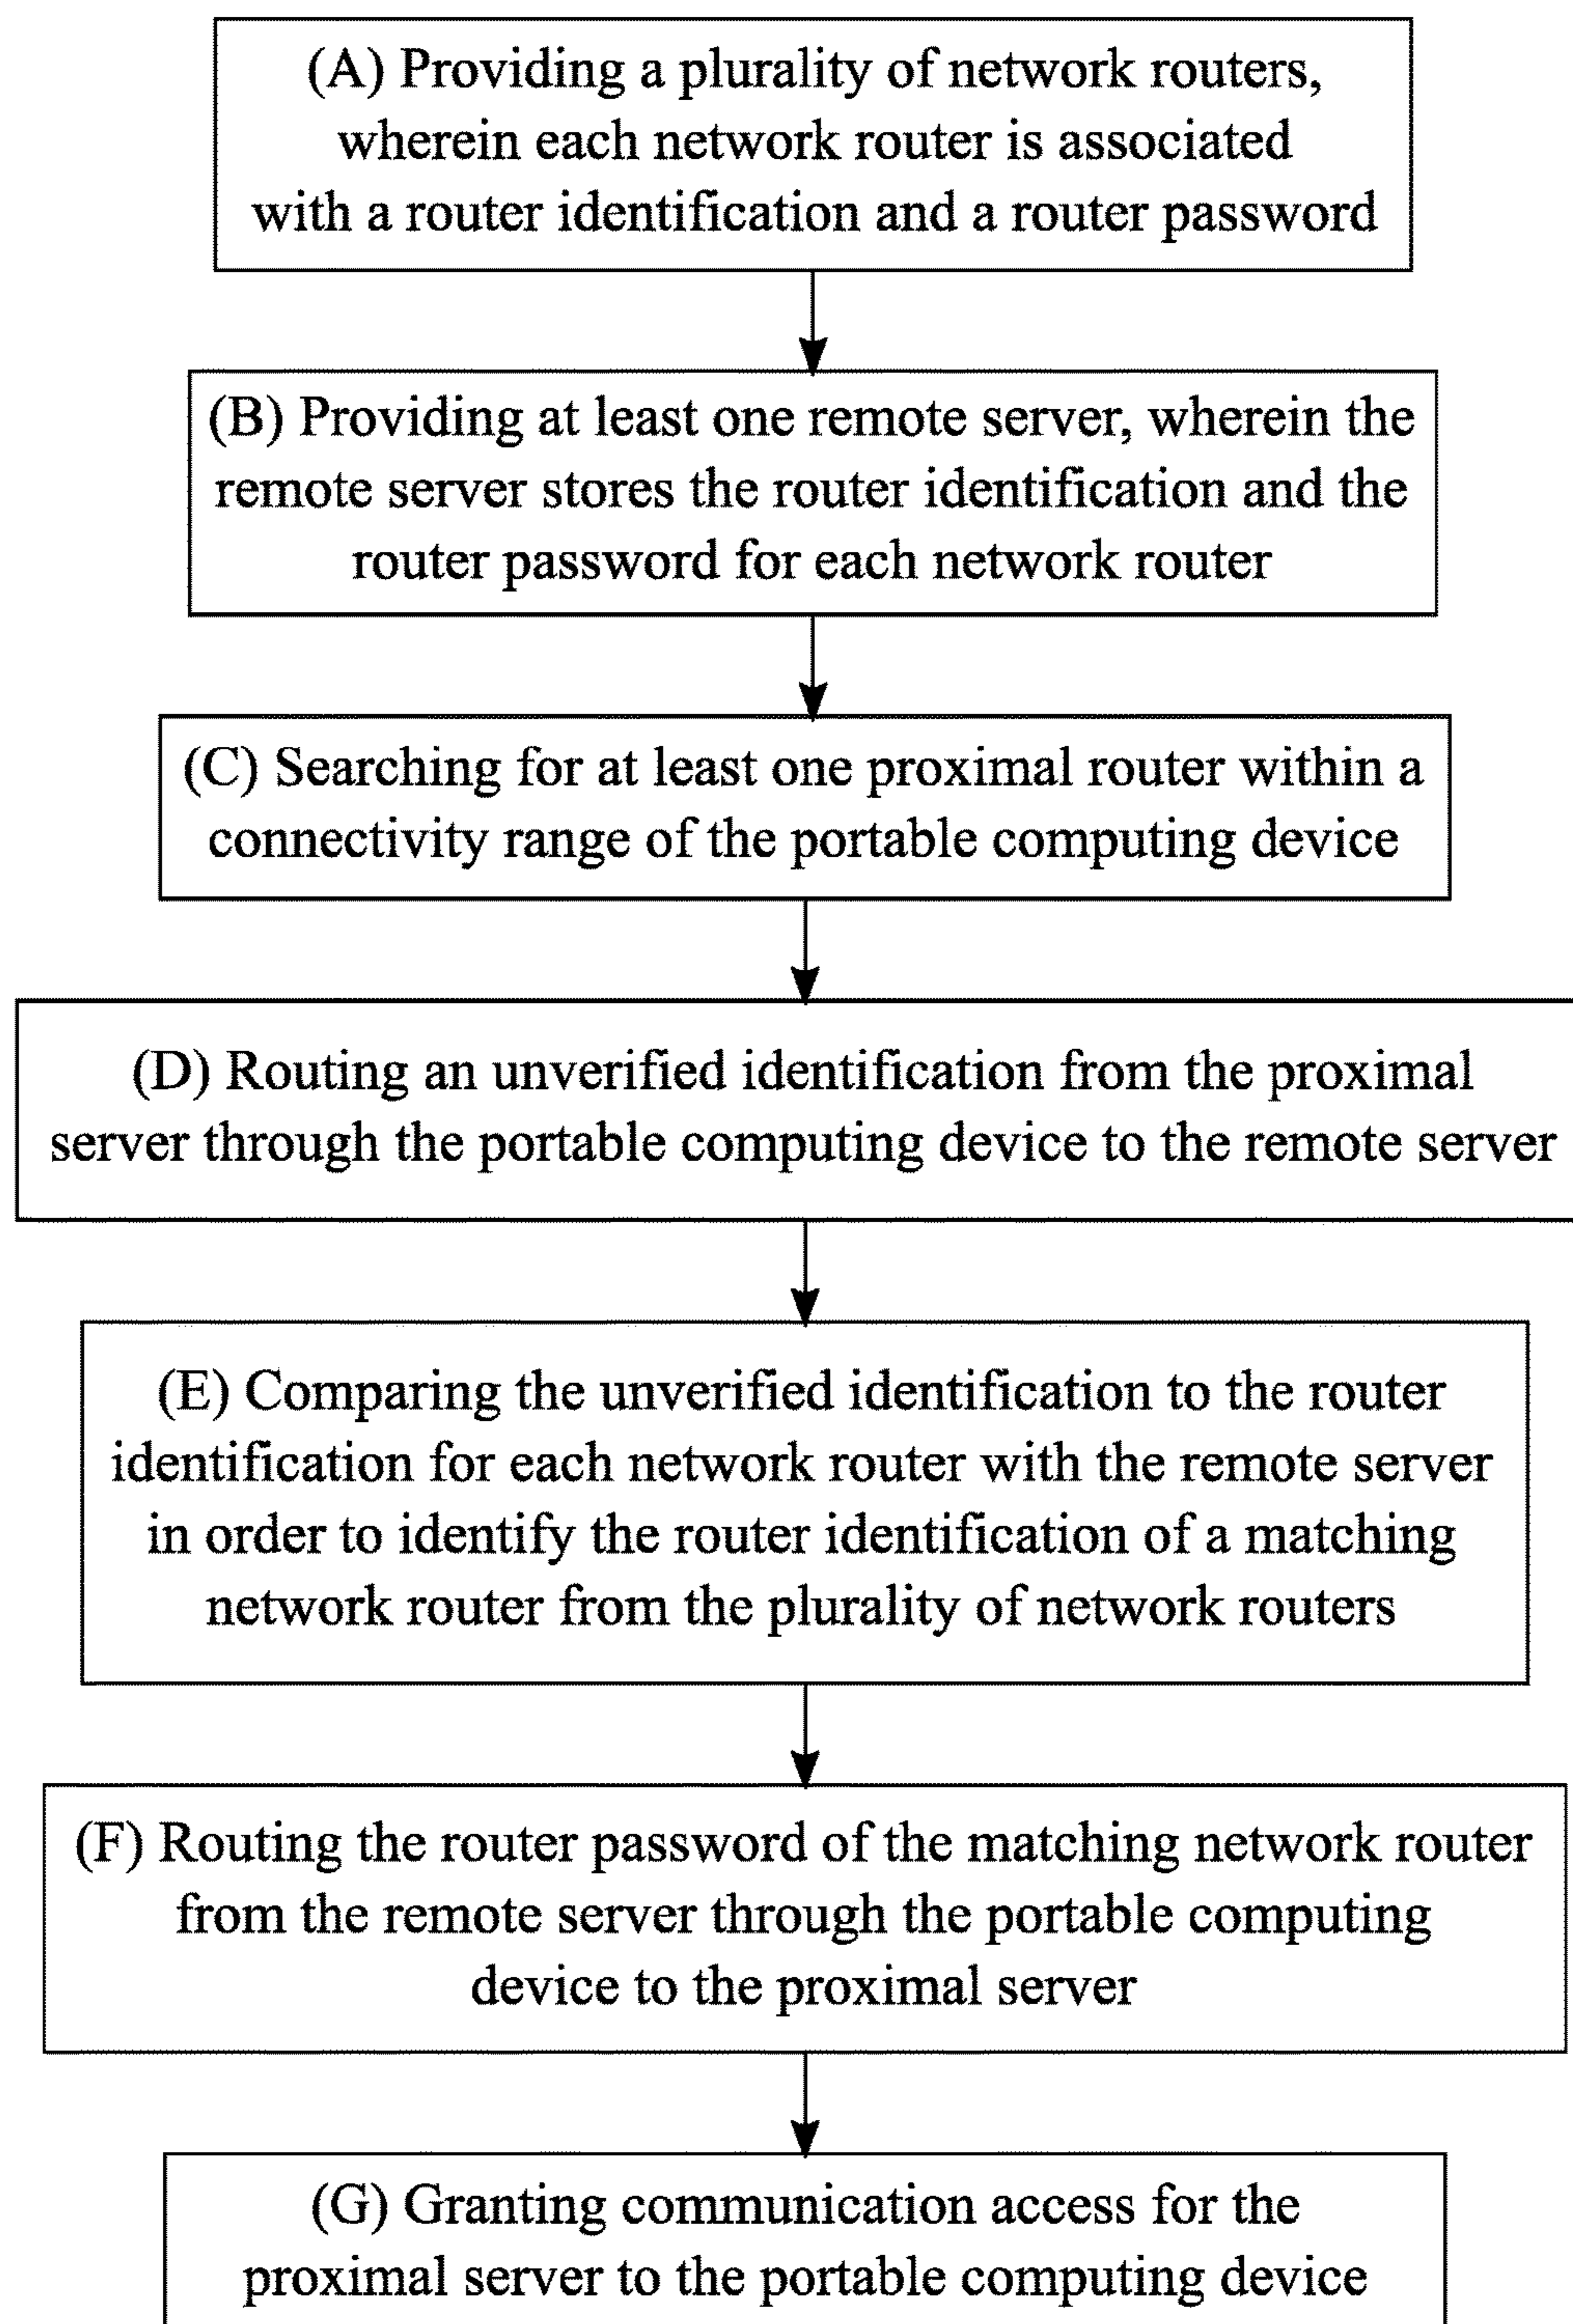 (A) Providing a plurality of network routers,
wherein each network router is associated
with a router identification and a router password
(B) Providing at least one remote server, wherein the
remote server stores the router identification and the
router password for each network router
(C) Searching for at least one proximal router within a
connectivity range of the portable computing device
(D) Routing an unverified identification from the proximal
server through the portable computing device to the remote server
(E) Comparing the unverified identification to the router
identification for each network router with the remote server
in order to identify the router identification of a matching
network router from the plurality of network routers
(F) Routing the router password of the matching network router
from the remote server through the portable computing
device to the proximal server
(G) Granting communication access for the
proximal server to the portable computing device